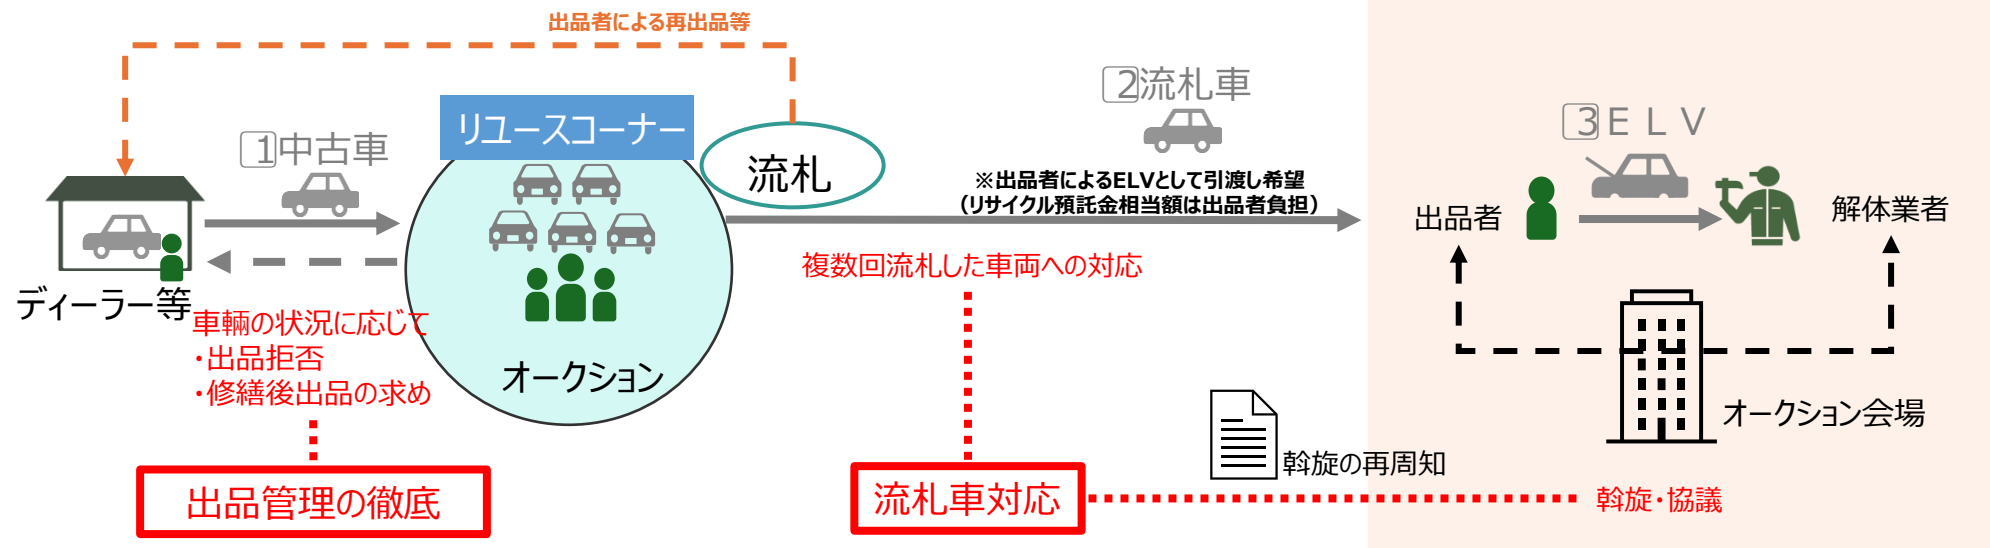 出品者による再出品等
1中古車
リユースコーナー
流札
2流札車
※出品者によるELVとして引渡し希望
（リサイクル預託金相当額は出品者負担）
3ＥＬＶ
出品者
解体業者
ディーラー等
車輛の状況に応じて
・出品拒否
・修繕後出品の求め
オークション
複数回流札した車両への対応
オークション会場
出品管理の徹底
流札車対応
斡旋の再周知
斡旋・協議